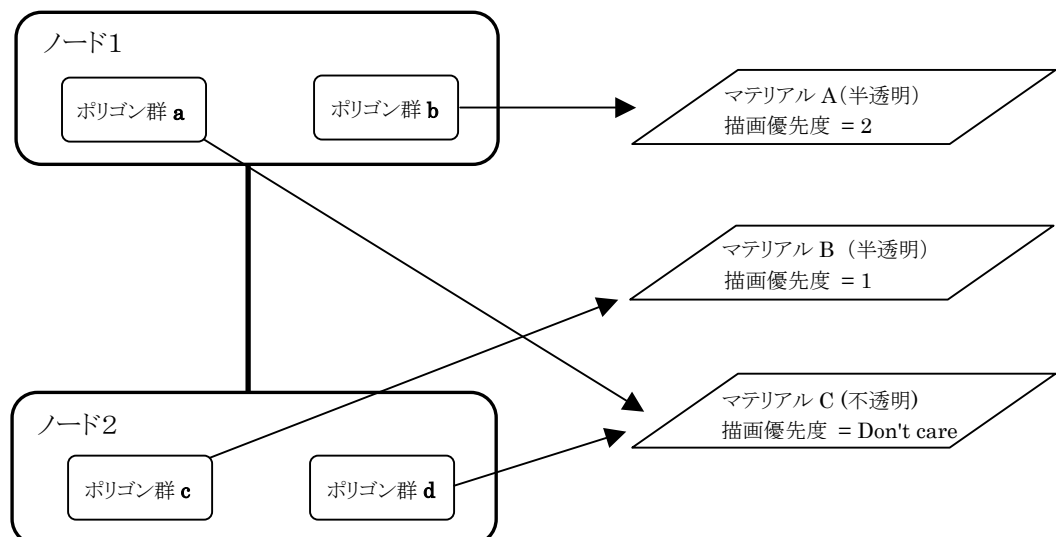 ノード1
ポリゴン群 a
ポリゴン群 b
マテリアル A(半透明)
描画優先度 = 2
マテリアル B (半透明)
描画優先度 = 1
マテリアル C (不透明)
描画優先度 = Don't care
ノード2
ポリゴン群 c
ポリゴン群 d